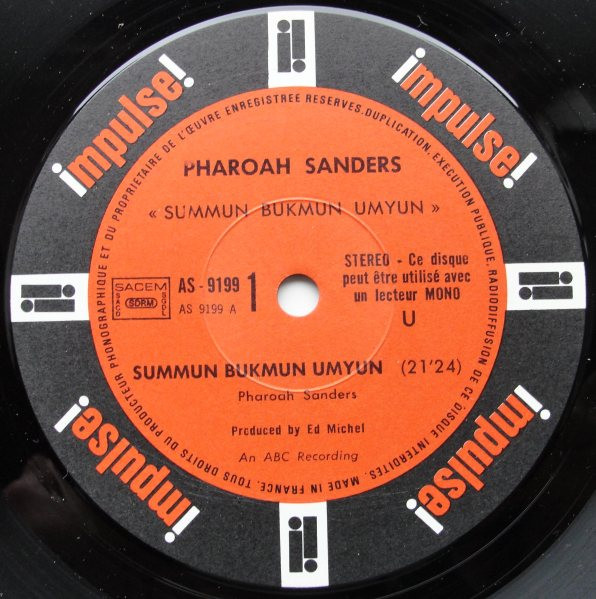 impulse!
impulse!
impulse!
impulse!
i!
i!
i!
i!
TOUS DROITS DU PRODUCTEUR PHONOGRAPHIQUE ET DU PROPRIETAIRE DE L'ŒUVRE ENREGISTREE RESERVES. DUPLICATION, EXECUTION PUBLIQUE, RADIODIFFUSION DE CE DISQUE INTERDITES. MADE IN FRANCE.
PHAROAH SANDERS
« SUMMUN BUKMUN UMYUN »
SACEM
SACD SDRM SGDL
AS - 9199 1
AS 9199 A
STEREO - Ce disque
peut être utilisé avec
un lecteur MONO
U
SUMMUN BUKMUN UMYUN (21'24)
Pharoah Sanders
Produced by Ed Michel
An ABC Recording